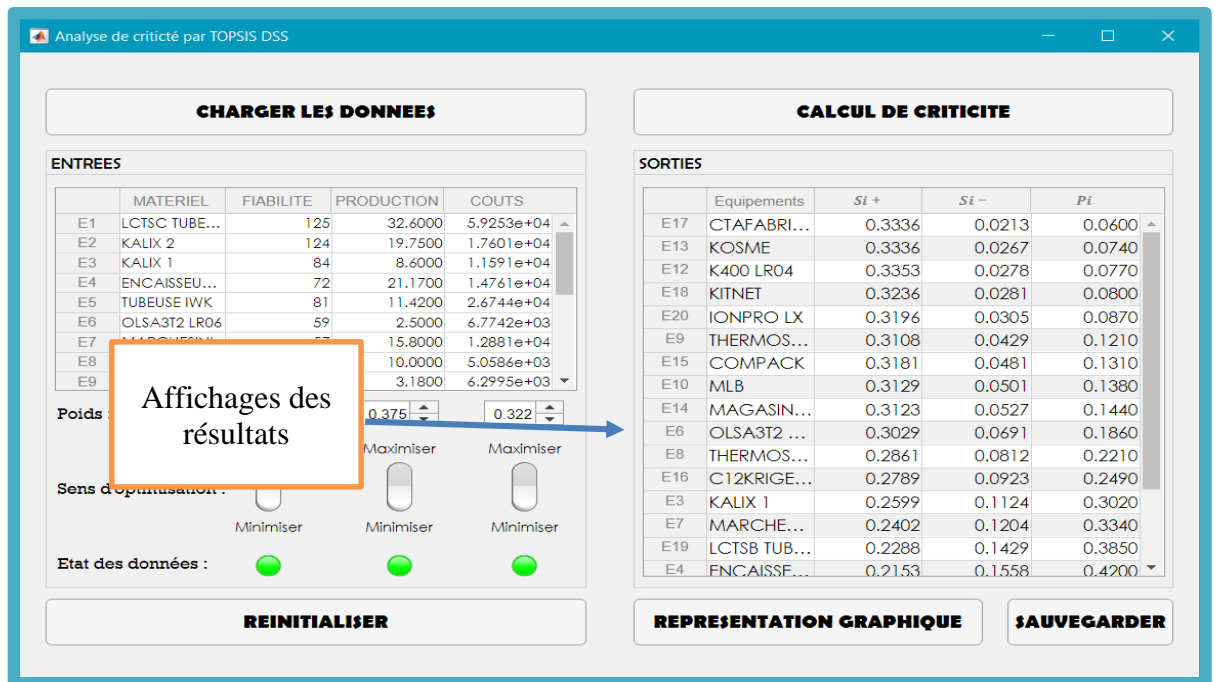 Analyse de criticté par TOPSIS DSS
CHARGER LES DONNEES
ENTREES
MATERIEL FIABILITE PRODUCTION COUTS
E1 LCTSC TUBE... 125 32.6000 5.9253e+04
E2 KALIX 2 124 19.7500 1.7601e+04
E3 KALIX 1 84 8.6000 1.1591e+04
E4 ENCAISSEU... 72 21.1700 1.4761e+04
E5 TUBEUSE IWK 81 11.4200 2.6744e+04
E6 OLSA3T2 LR06 59 2.5000 6.7742e+03
E7 15.8000 1.2881e+04
E8 10.0000 5.0586e+03
E9 3.1800 6.2995e+03
Affichages des
résultats
Poids : 0.375 0.322
Maximiser Maximiser
Sens d'optimisation :
Minimiser Minimiser Minimiser
Etat des données :
REINITIALISER
CALCUL DE CRITICITE
SORTIES
Equipements Si + Si − Pi
E17 CTAFABRI... 0.3336 0.0213 0.0600
E13 KOSME 0.3336 0.0267 0.0740
E12 K400 LR04 0.3353 0.0278 0.0770
E18 KITNET 0.3236 0.0281 0.0800
E20 IONPRO LX 0.3196 0.0305 0.0870
E9 THERMOS... 0.3108 0.0429 0.1210
E15 COMPACK 0.3181 0.0481 0.1310
E10 MLB 0.3129 0.0501 0.1380
E14 MAGASIN... 0.3123 0.0527 0.1440
E6 OLSA3T2 ... 0.3029 0.0691 0.1860
E8 THERMOS... 0.2861 0.0812 0.2210
E16 C12KRIGE... 0.2789 0.0923 0.2490
E3 KALIX 1 0.2599 0.1124 0.3020
E7 MARCHE... 0.2402 0.1204 0.3340
E19 LCTSB TUB... 0.2288 0.1429 0.3850
E4 ENCAISSE... 0.2153 0.1558 0.4200
REPRESENTATION GRAPHIQUE
SAUVEGARDER